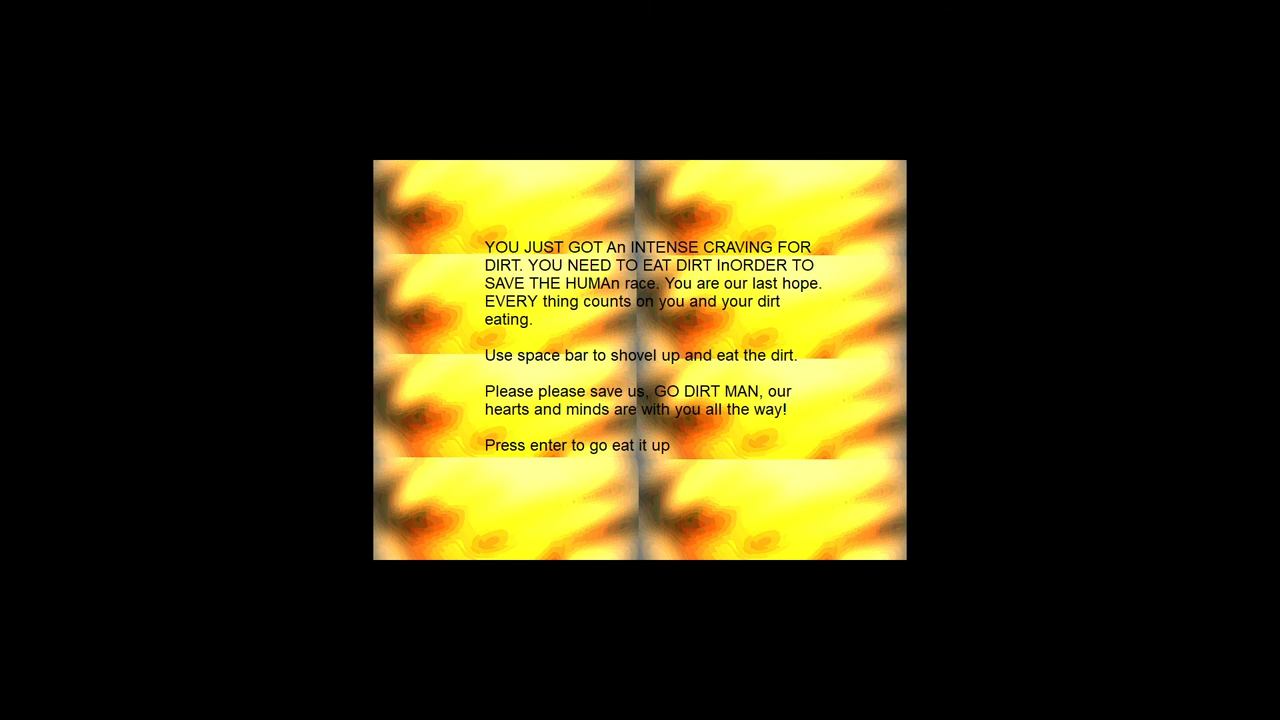 YOU JUST GOT An INTENSE CRAVING FOR
DIRT. YOU NEED TO EAT DIRT InORDER TO
SAVE THE HUMAn race. You are our last hope.
EVERY thing counts on you and your dirt
eating.
Use space bar to shovel up and eat the dirt.
Please please save us, GO DIRT MAN, our
hearts and minds are with you all the way!
Press enter to go eat it up